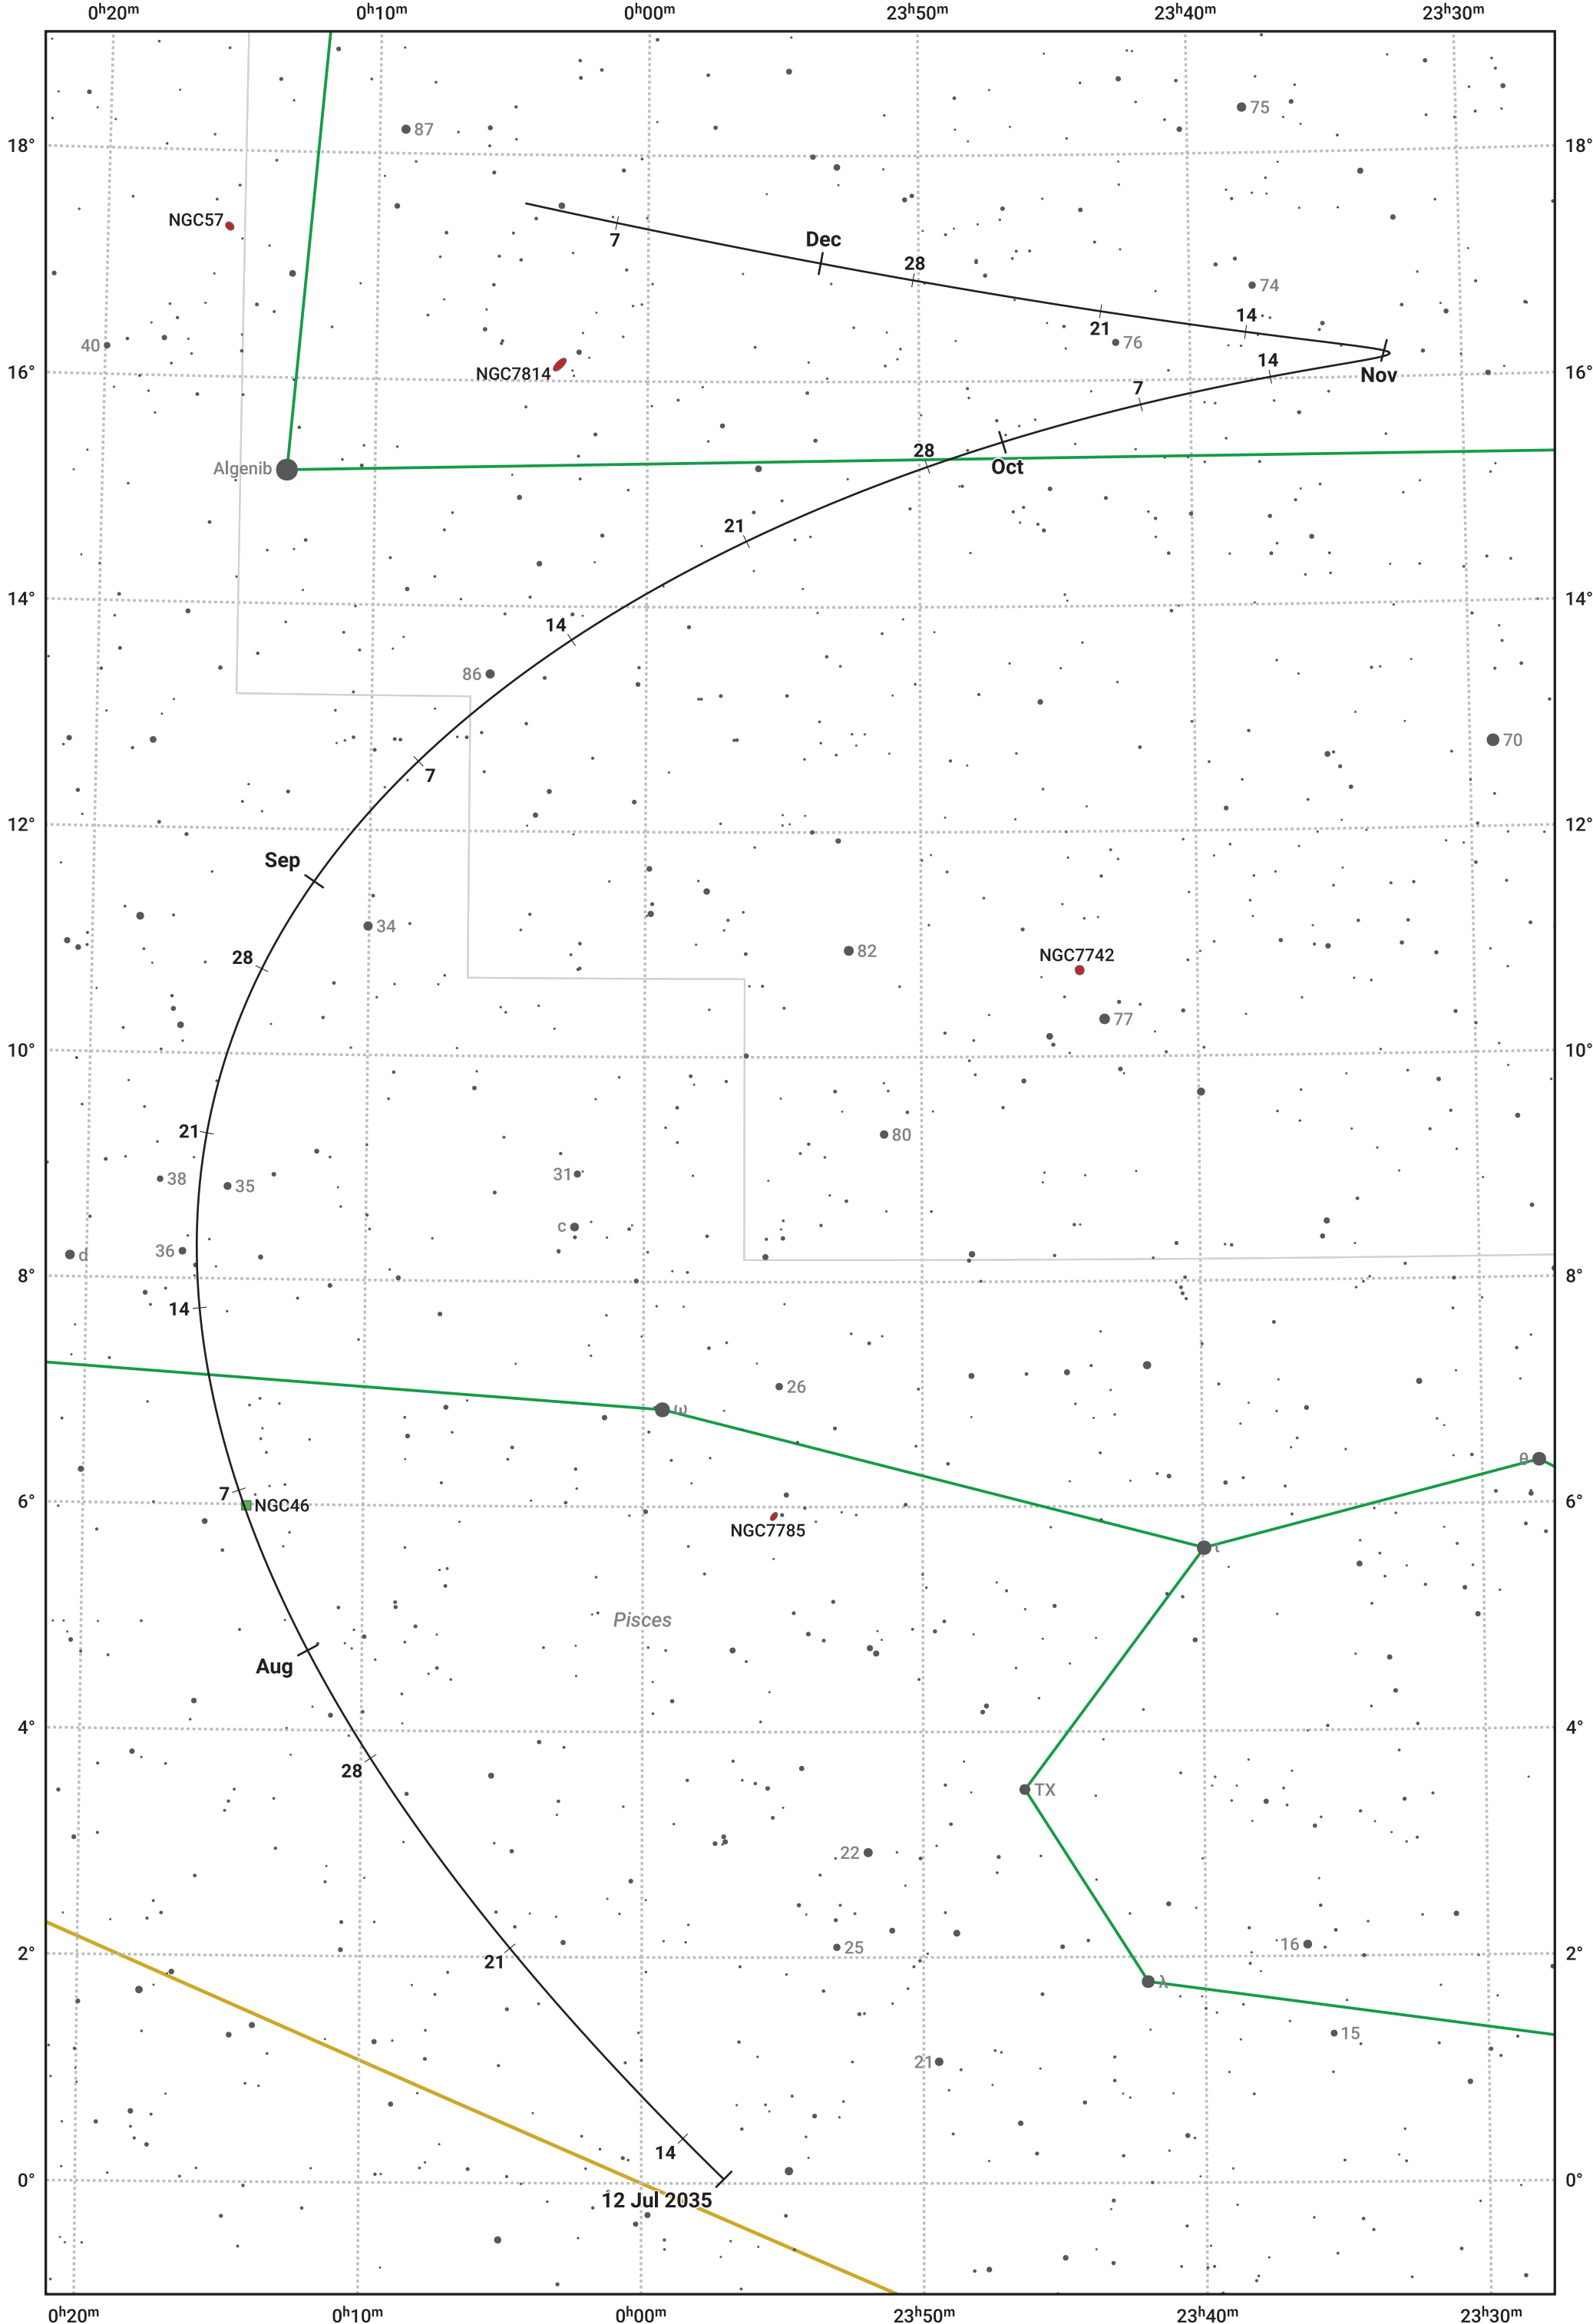 0h20m 0h10m 0h00m 23h50m 23h40m 23h30m
75
87
18° 18°
NGC57
7
Dec
28
74
14
21
76
40
NGC7814
16° 14 16°
Nov
7
28
Algenib
Oct
21
14° 14°
14
86
70
7
12° 12°
Sep
34
82
28
NGC7742
77
10° 10°
21
80
31
38
35
c
36
d
8° 8°
14
26
ω
θ
7
6° NGC46 6°
NGC7785
ι
Pisces
Aug
4° 4°
28
TX
22
16
25
2° 2°
21
λ
15
21
14
0° 0°
12 Jul 2035
0h20m 0h10m 0h00m 23h50m 23h40m 23h30m